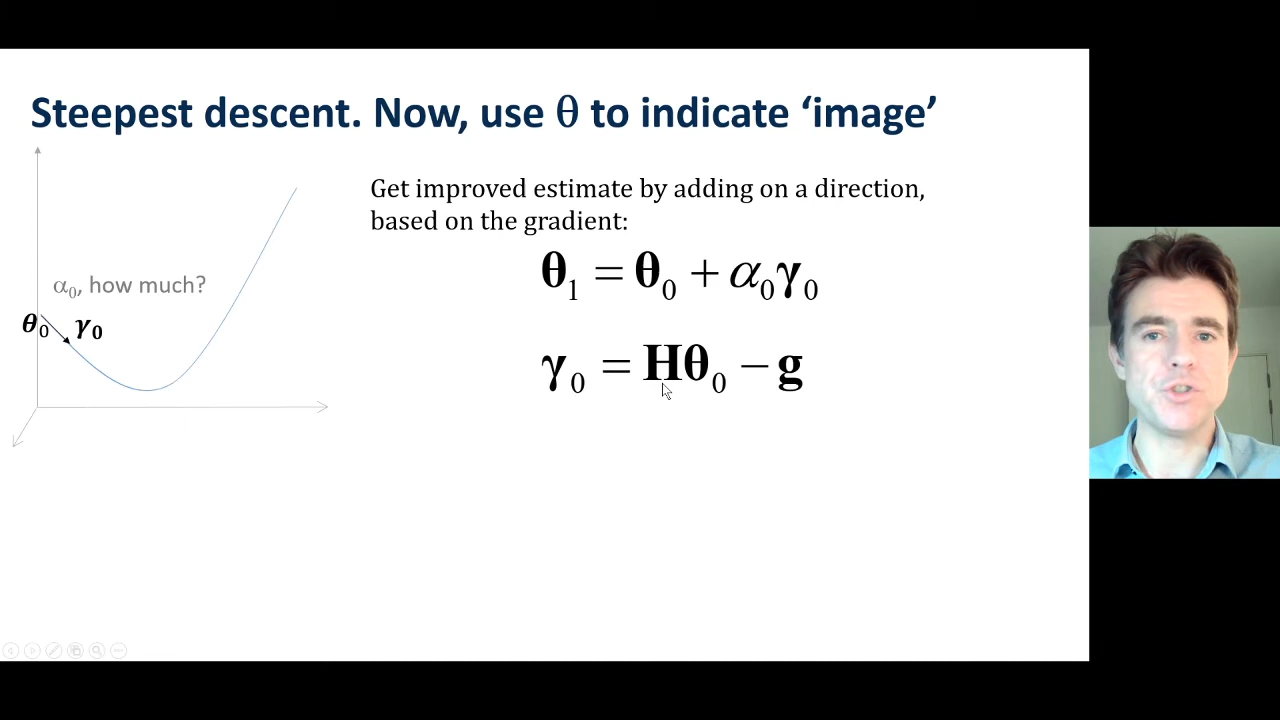 Steepest descent. Now, use θ to indicate ‘image’
Get improved estimate by adding on a direction,
based on the gradient:
θ₁ = θ₀ + α₀γ₀
α₀, how much?
θ₀ γ₀
γ₀ = Hθ₀ − g